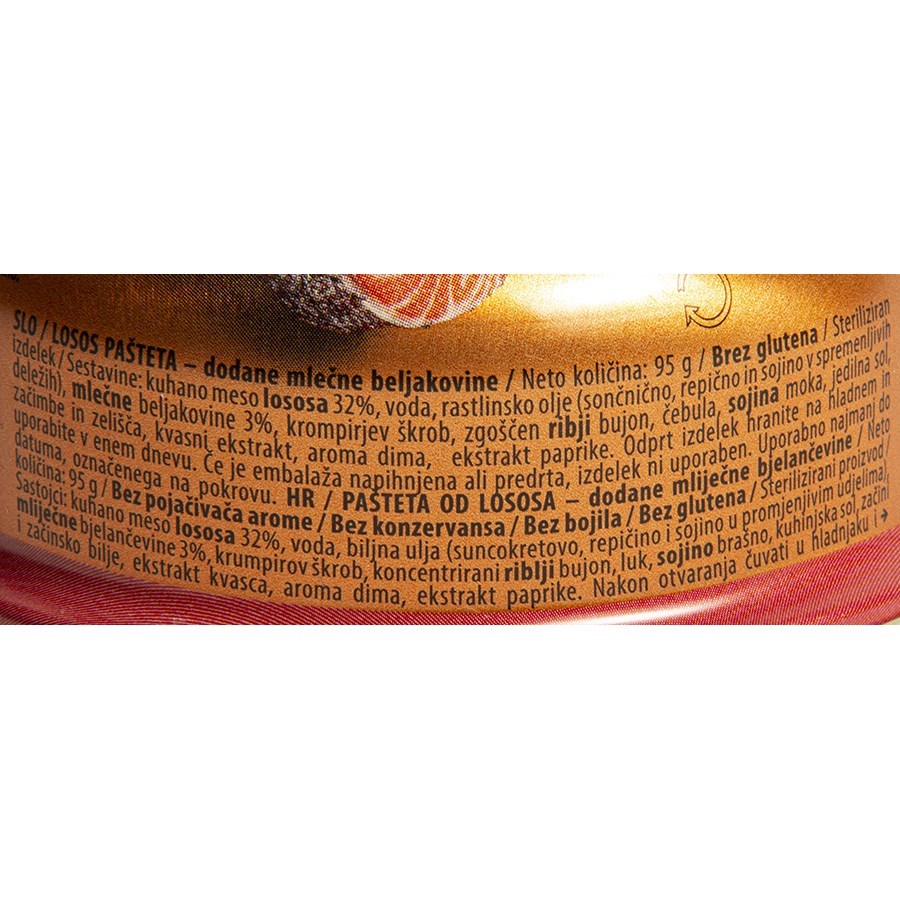 SLO / LOSOS PAŠTETA – dodane mlečne beljakovine / Neto količina: 95 g / Brez glutena / Steriliziran
izdelek / Sestavine: kuhano meso lososa 32%, voda, rastlinsko olje (sončnično, repično in sojino v spremenljivih
deležih), mlečne beljakovine 3%, krompirjev škrob, zgoščen ribji bujon, čebula, sojina moka, jedilna sol,
začimbe in zelišča, kvasni ekstrakt, aroma dima, ekstrakt paprike. Odprt izdelek hranite na hladnem in
uporabite v enem dnevu. Če je embalaža napihnjena ali predrta, izdelek ni uporaben. Uporabno najmanj do
datuma, označenega na pokrovu. HR / PAŠTETA OD LOSOSA – dodane mliječne bjelančevine / Neto
količina: 95 g / Bez pojačivača arome / Bez konzervansa / Bez bojila / Bez glutena / Sterilizirani proizvod /
Sastojci: kuhano meso lososa 32%, voda, biljna ulja (suncokretovo, repičino i sojino u promjenjivim udjelima),
mliječne bjelančevine 3%, krumpirov škrob, koncentrirani riblji bujon, luk, sojino brašno, kuhinjska sol, začini
i začinsko bilje, ekstrakt kvasca, aroma dima, ekstrakt paprike. Nakon otvaranja čuvati u hladnjaku i →